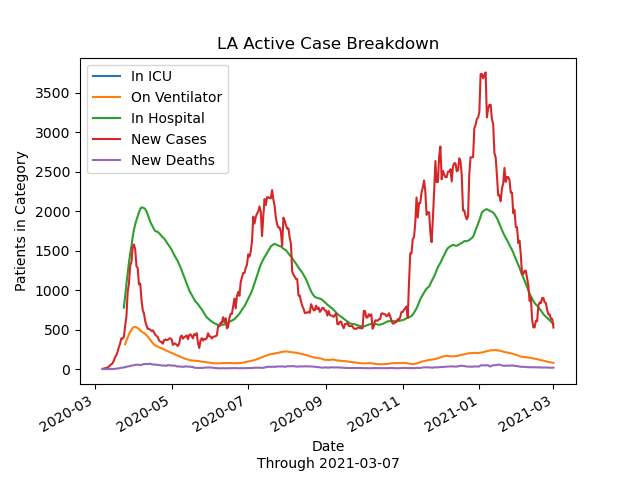 LA Active Case Breakdown
In ICU
On Ventilator
In Hospital
New Cases
New Deaths
Patients in Category
3500
3000
2500
2000
1500
1000
500
0
2020-03
2020-05
2020-07
2020-09
2020-11
2021-01
2021-03
Date
Through 2021-03-07